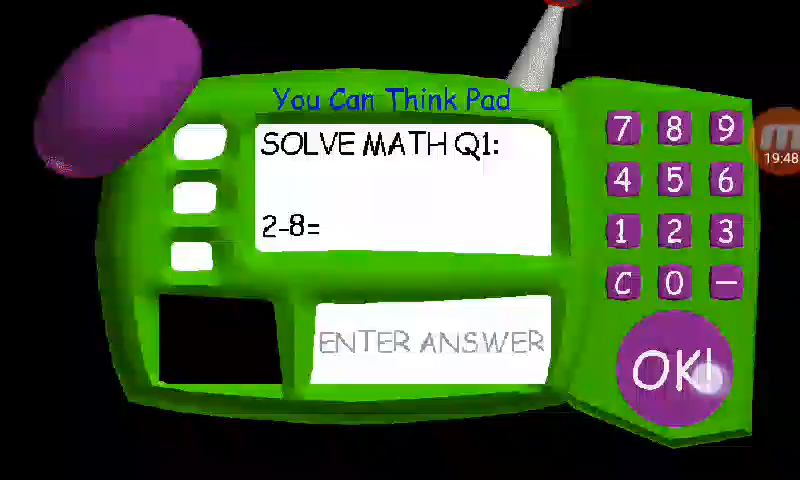 You Can Think Pad
SOLVE MATH Q1:
2-8=
ENTER ANSWER
7 8 9
4 5 6
1 2 3
C 0 −
OK!
19:48